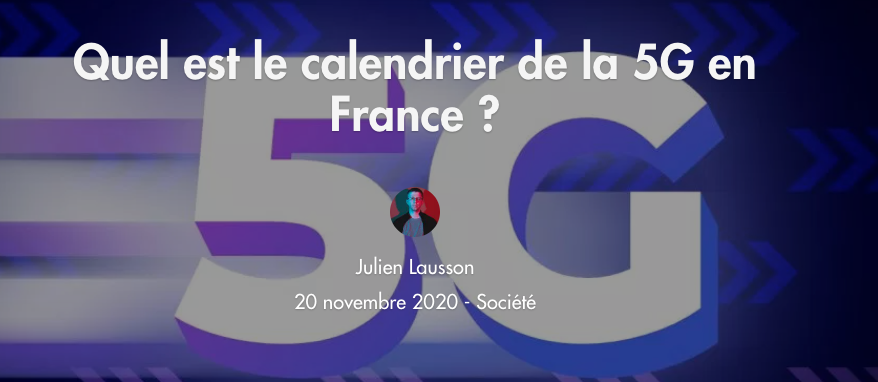 5G
Quel est le calendrier de la 5G en
France ?
Julien Lausson
20 novembre 2020 - Société